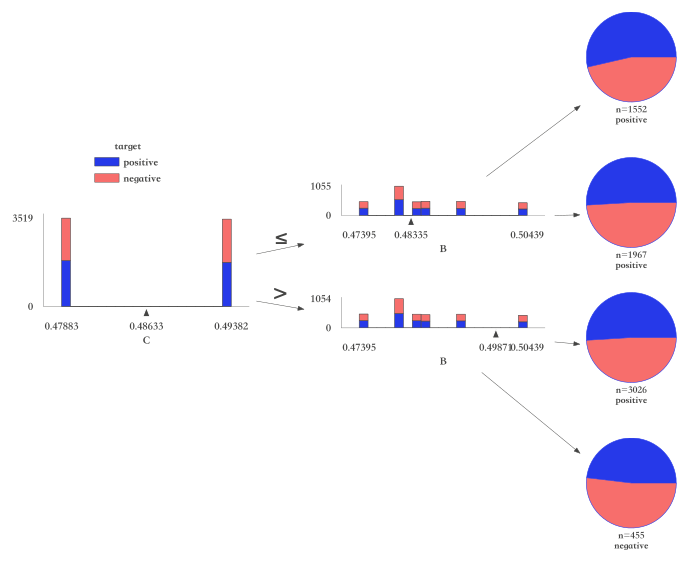 target
positive
negative
3519
0
0.47883
0.48633
0.49382
C
≤
>
1055
0
0.47395
0.48335
0.50439
B
1054
0
0.47395
0.49871
0.50439
B
n=1552
positive
n=1967
positive
n=3026
positive
n=455
negative